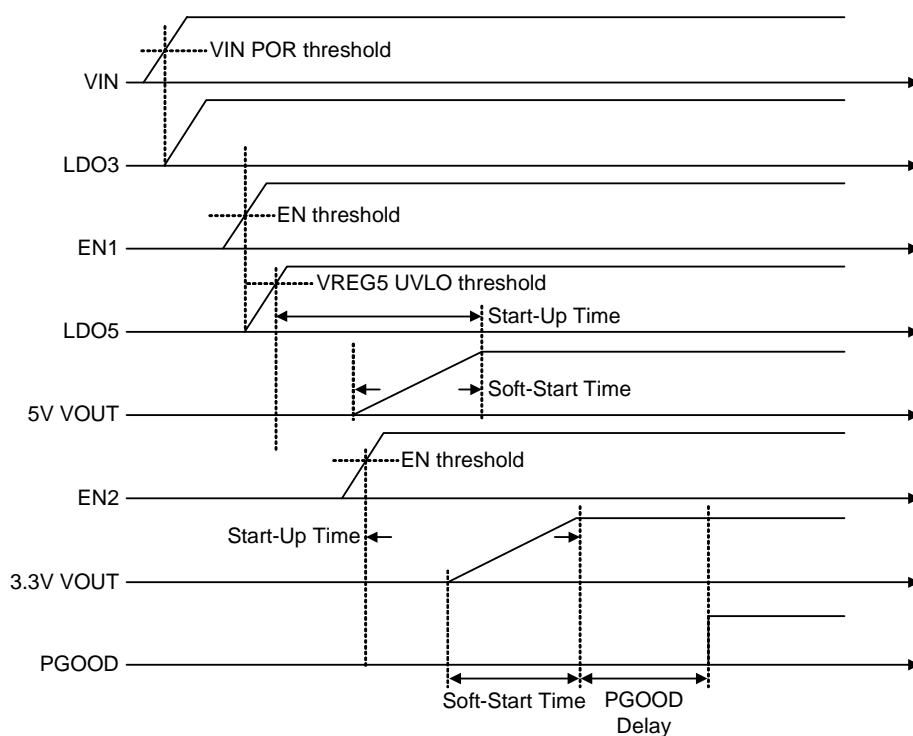 VIN POR threshold
VIN
LDO3
EN threshold
EN1
VREG5 UVLO threshold
Start-Up Time
LDO5
Soft-Start Time
5V VOUT
EN threshold
EN2
Start-Up Time
3.3V VOUT
PGOOD
Soft-Start Time
PGOOD
Delay